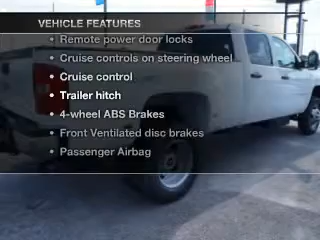 VEHICLE FEATURES
• Remote power door locks
• Cruise controls on steering wheel
• Cruise control
• Trailer hitch
• 4-wheel ABS Brakes
• Front Ventilated disc brakes
• Passenger Airbag